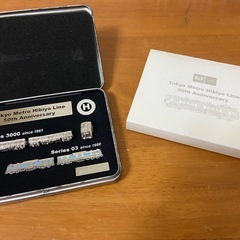 Tokyo Metro Hibiya Line
50th Anniversary
H
3000 since 1961
Series 03 since 1988
Tokyo Metro Hibiya Line
50th Anniversary